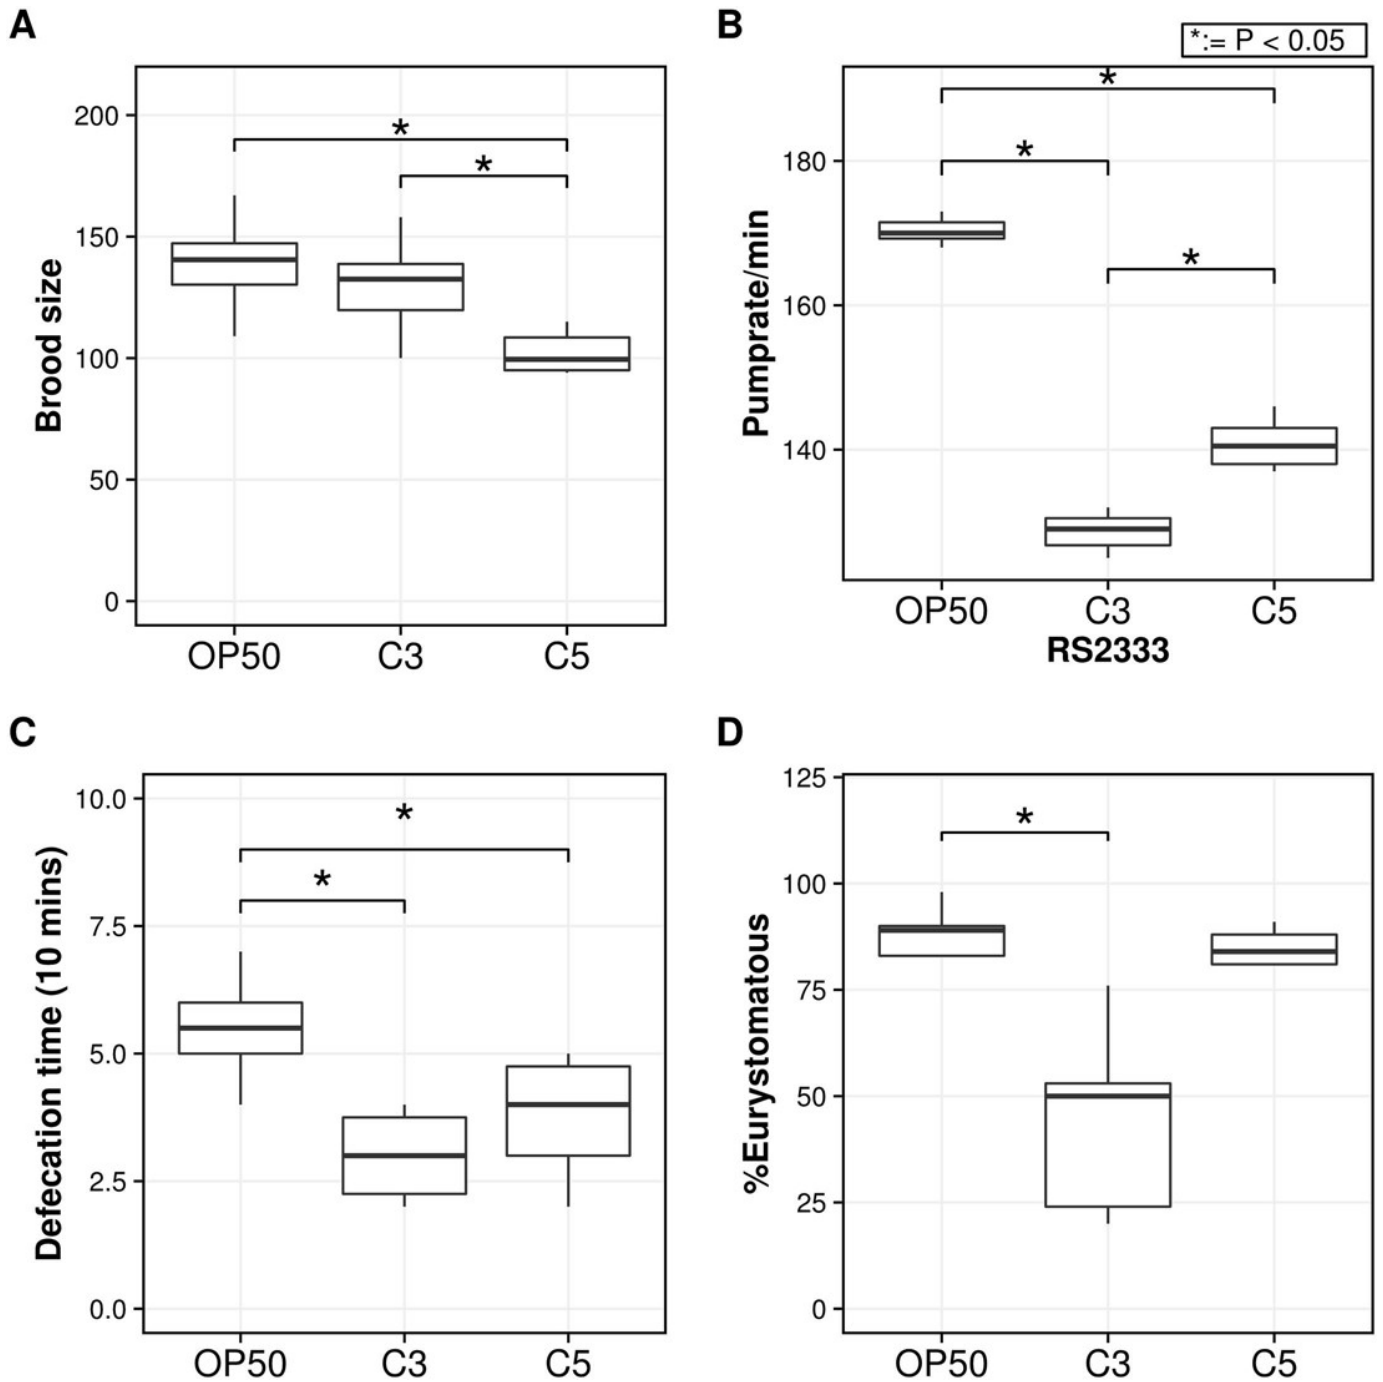 A
Brood size
200
150
100
50
0
*
*
OP50 C3 C5
B
*:= P < 0.05
Pumprate/min
180
160
140
*
*
*
OP50 C3 C5
RS2333
C
Defecation time (10 mins)
10.0
7.5
5.0
2.5
0.0
*
*
OP50 C3 C5
D
%Eurystomatous
125
100
75
50
25
0
*
OP50 C3 C5